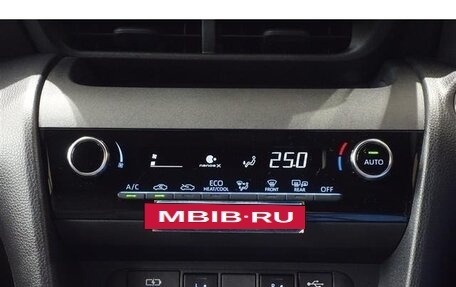 nanoe X
25.0
AUTO
A/C
ECO
HEAT/COOL
FRONT
REAR
OFF
MBIB-RU